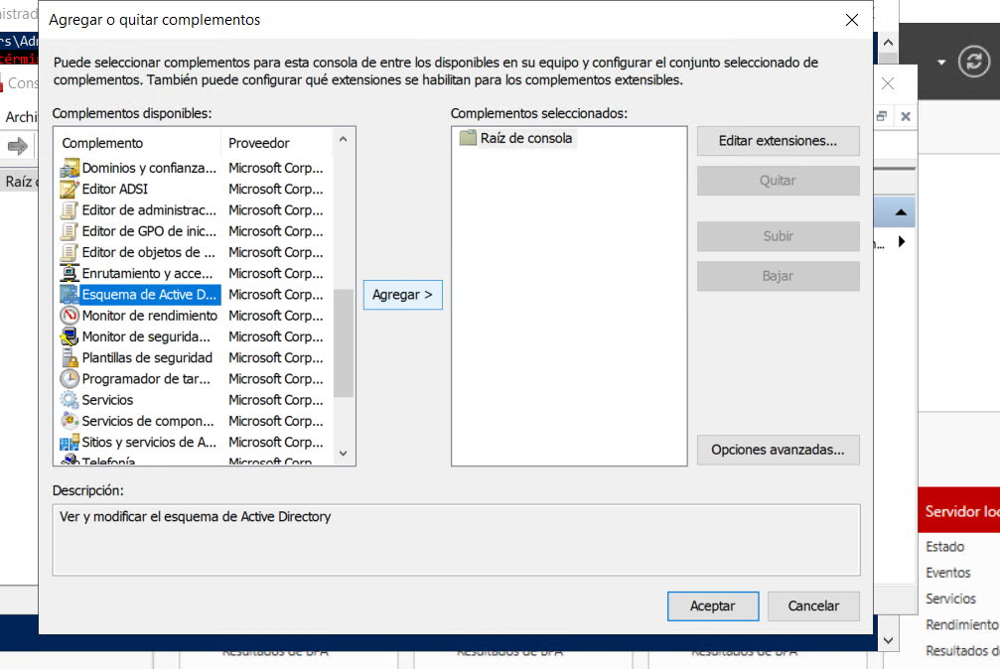 nistrad
Agregar o quitar complementos
rs\Adm
términ
Puede seleccionar complementos para esta consola de entre los disponibles en su equipo y configurar el conjunto seleccionado de
complementos. También puede configurar qué extensiones se habilitan para los complementos extensibles.
Cons
Archi
Raíz
Complementos disponibles:
Complemento Proveedor
Dominios y confianza... Microsoft Corp...
Editor ADSI Microsoft Corp...
Editor de administrac... Microsoft Corp...
Editor de GPO de inic... Microsoft Corp...
Editor de objetos de ... Microsoft Corp...
Enrutamiento y acce... Microsoft Corp...
Esquema de Active D... Microsoft Corp...
Monitor de rendimiento Microsoft Corp...
Monitor de segurida... Microsoft Corp...
Plantillas de seguridad Microsoft Corp...
Programador de tar... Microsoft Corp...
Servicios Microsoft Corp...
Servicios de compon... Microsoft Corp...
Sitios y servicios de A... Microsoft Corp...
Telefonía Microsoft Corp
Agregar >
Complementos seleccionados:
Raíz de consola
Editar extensiones...
Quitar
Subir
Bajar
Opciones avanzadas...
Descripción:
Ver y modificar el esquema de Active Directory
Aceptar Cancelar
Servidor loc
Estado
Eventos
Servicios
Rendimiento
Resultados d
Resultados de BPA Resultados de BPA Resultados de BPA